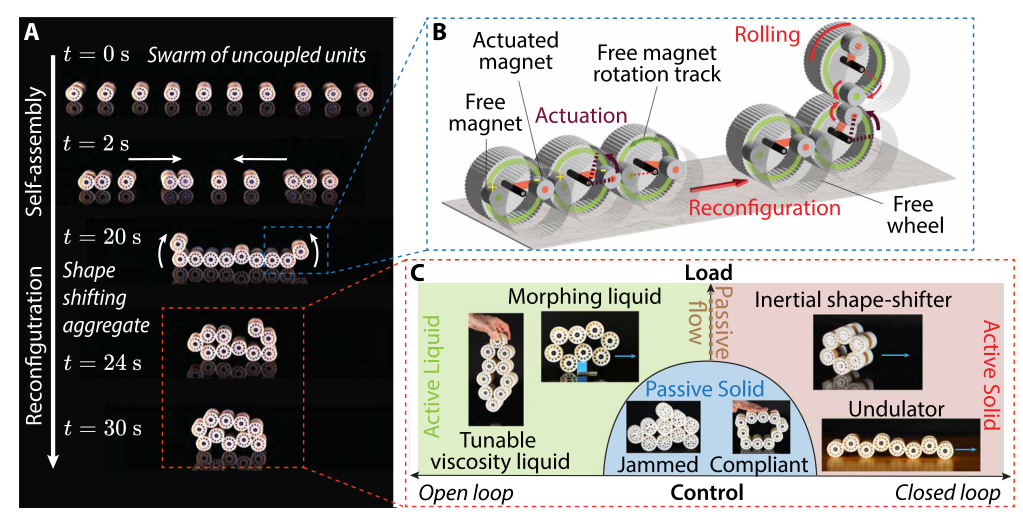 A
t = 0 s
Swarm of uncoupled units
Self-assembly
t = 2 s
t = 20 s
Shape
shifting
aggregate
Reconfigutration
t = 24 s
t = 30 s
B
Actuated
magnet
Free magnet
rotation track
Rolling
Free
magnet
Actuation
Reconfiguration
Free
wheel
C
Load
Active Liquid
Morphing liquid
Passive
flow
Inertial shape-shifter
Active Solid
Passive Solid
Undulator
Tunable
viscosity liquid
Jammed
Compliant
Open loop
Control
Closed loop